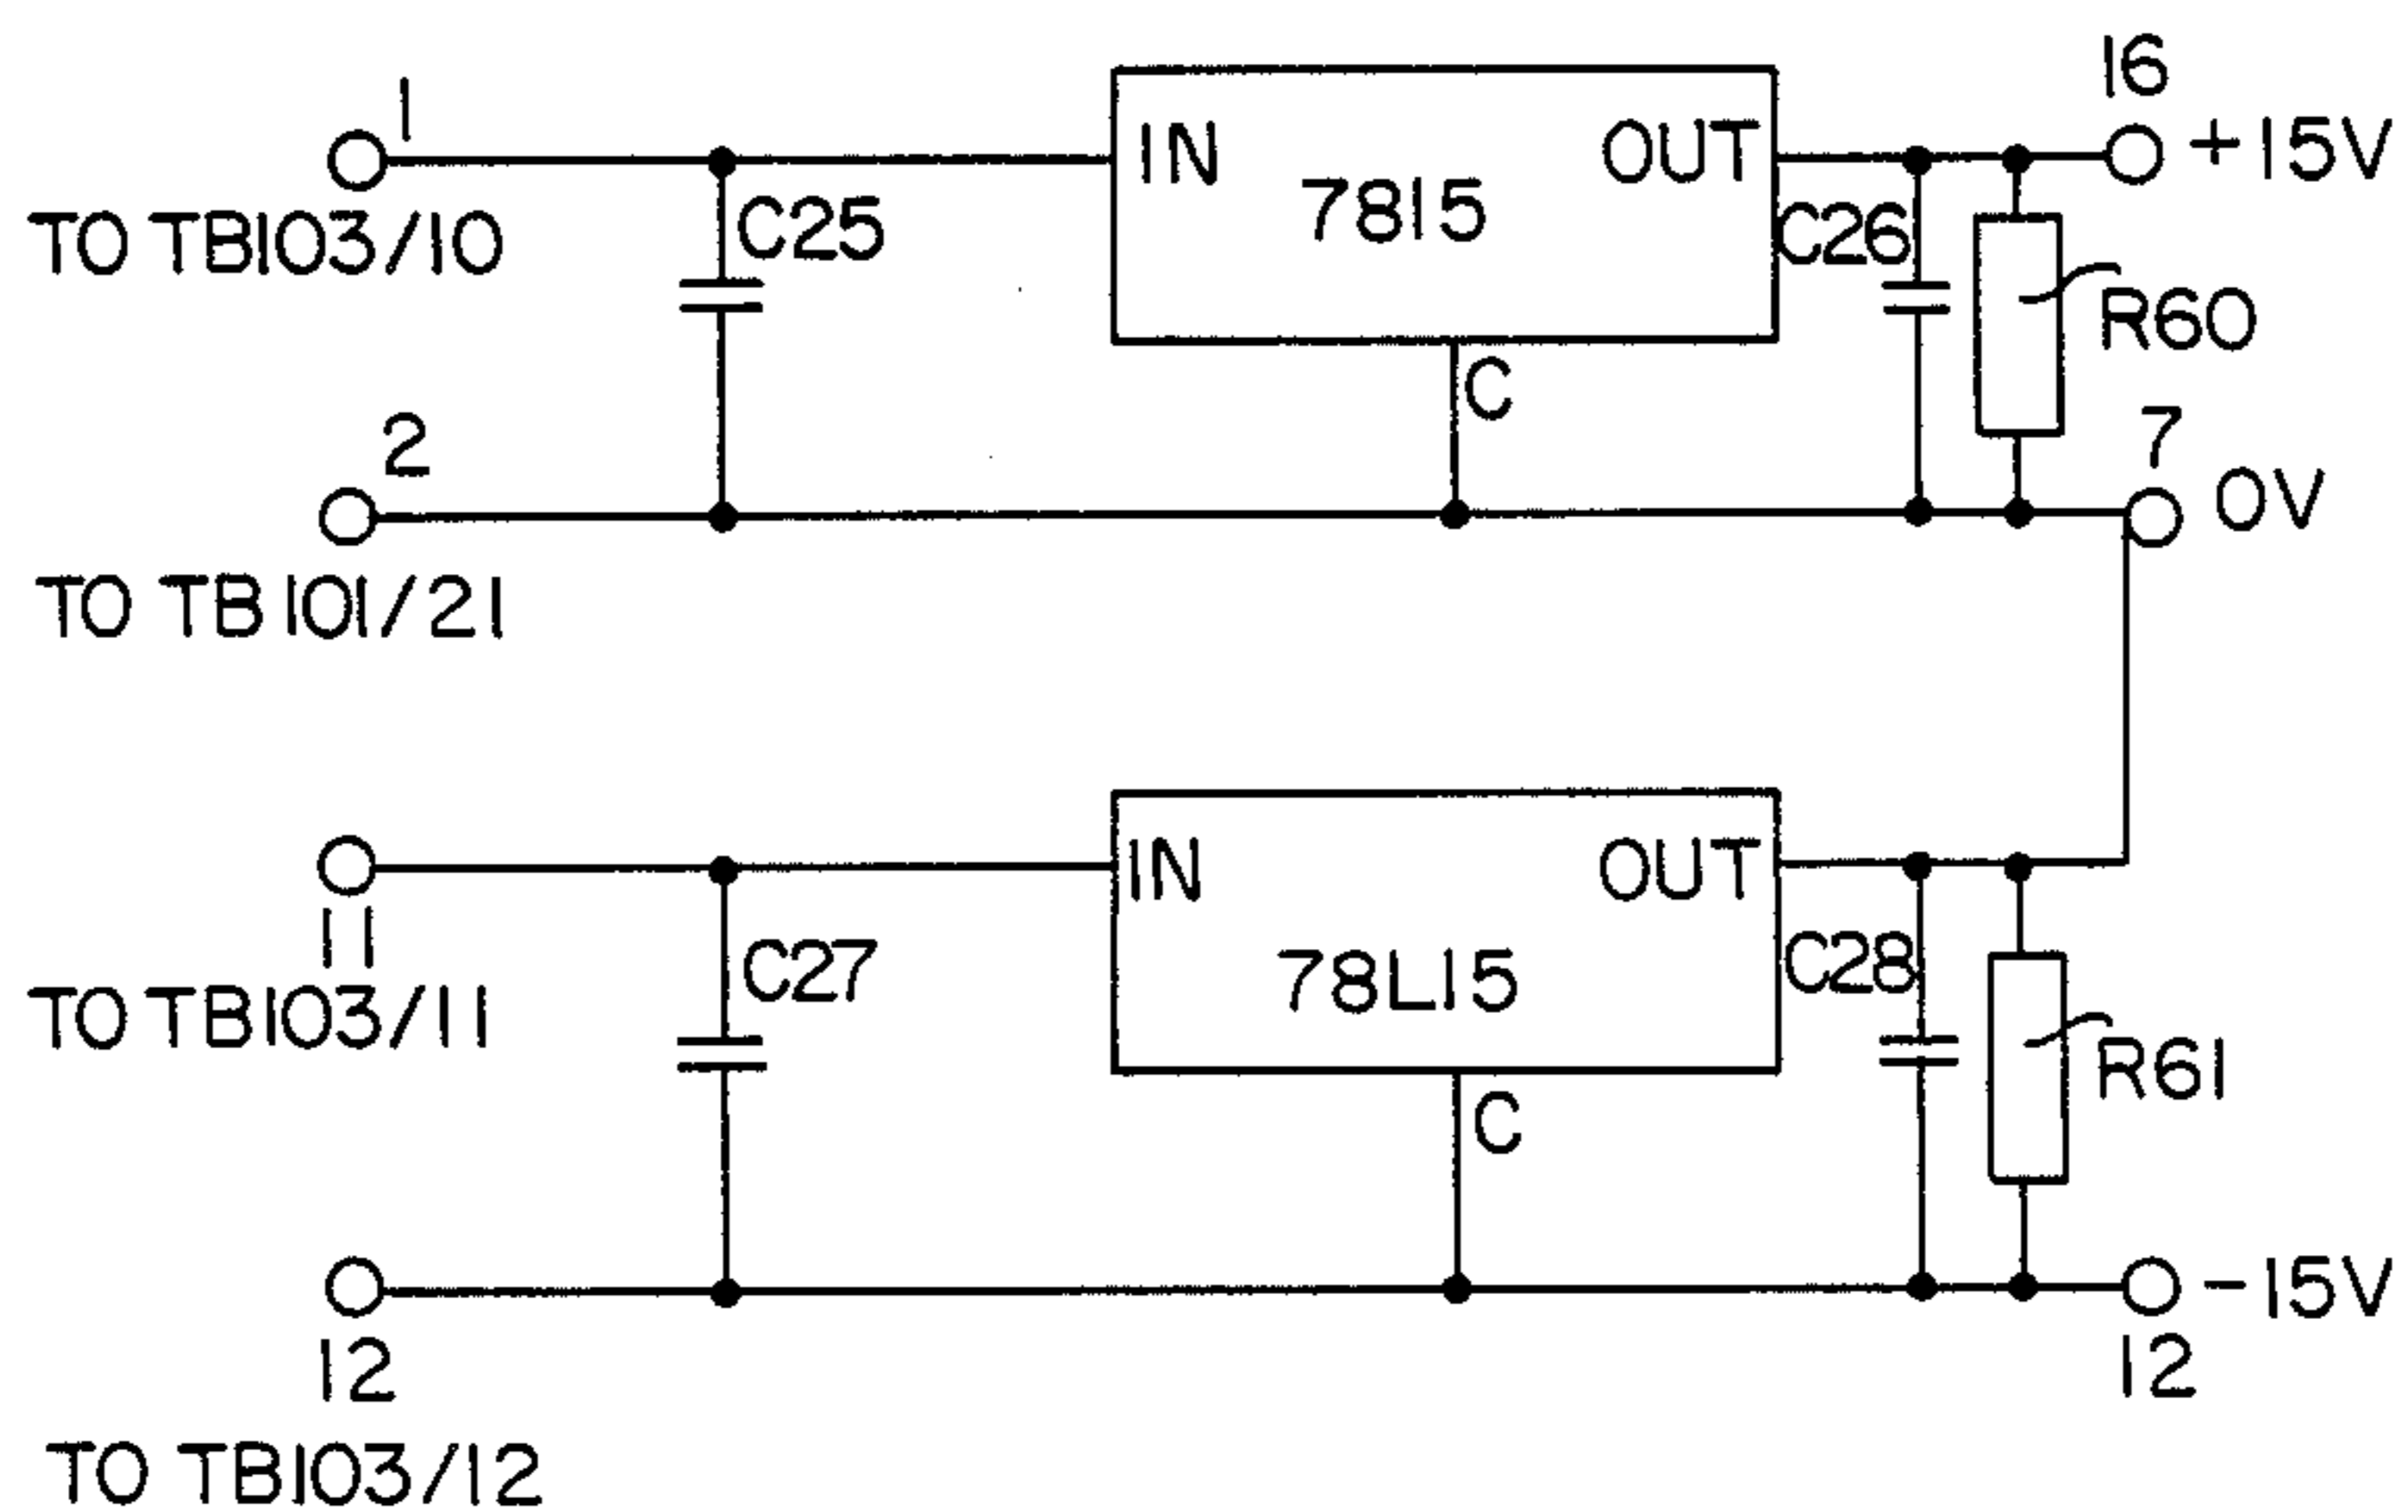 1
16
+15V
IN
OUT
7815
TO TB103/10
C25
C26
R60
C
2
7
0V
TO TB101/21
IN
OUT
11
C27
78L15
C28
TO TB103/11
R61
C
-15V
12
12
TO TB103/12